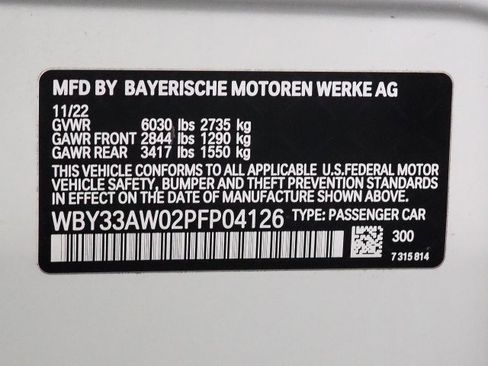 MFD BY BAYERISCHE MOTOREN WERKE AG
11/22
GVWR 6030 lbs 2735 kg
GAWR FRONT 2844 lbs 1290 kg
GAWR REAR 3417 lbs 1550 kg
THIS VEHICLE CONFORMS TO ALL APPLICABLE U.S.FEDERAL MOTOR
VEHICLE SAFETY, BUMPER AND THEFT PREVENTION STANDARDS
IN EFFECT ON THE DATE OF MANUFACTURE SHOWN ABOVE.
WBY33AW02PFP04126 TYPE: PASSENGER CAR
300
7 315 814